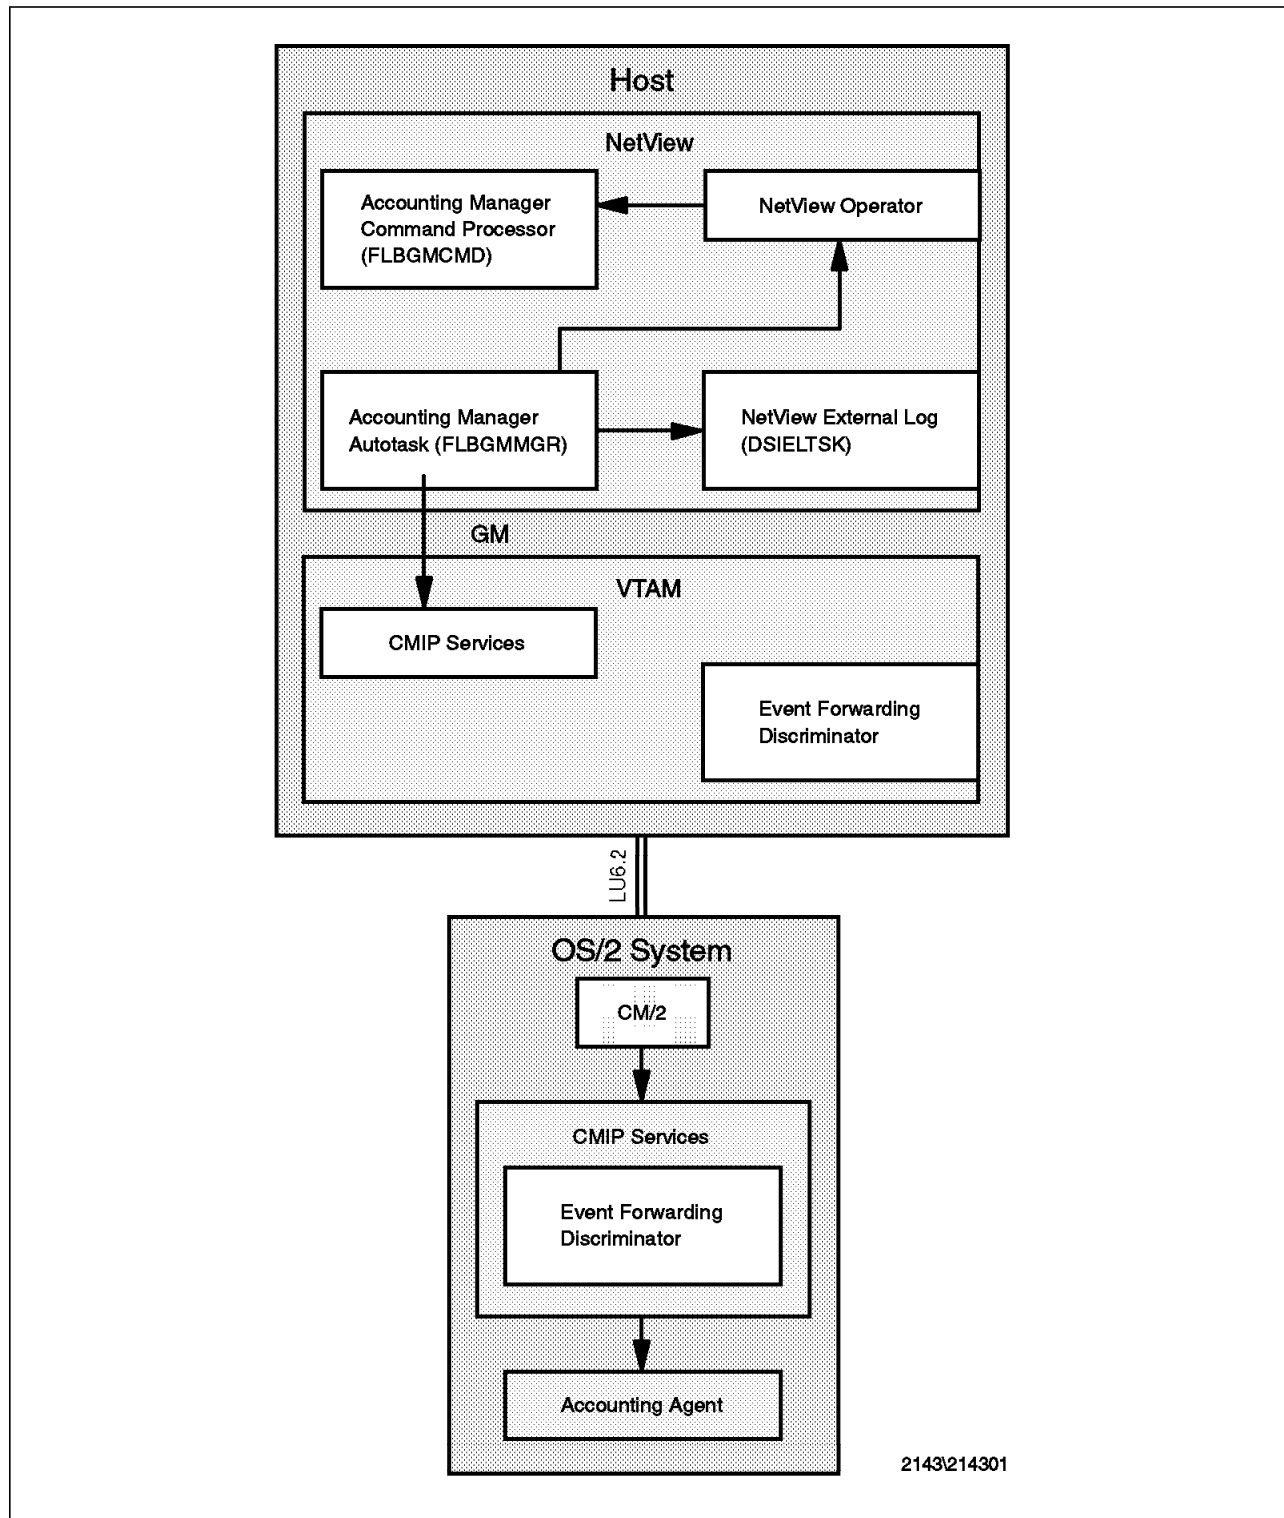 Host
NetView
Accounting Manager
Command Processor
(FLBGMCMD)
NetView Operator
Accounting Manager
Autotask (FLBGMMGR)
NetView External Log
(DSIELTSK)
GM
VTAM
CMIP Services
Event Forwarding
Discriminator
LU6.2
OS/2 System
CM/2
CMIP Services
Event Forwarding
Discriminator
Accounting Agent
2143\214301